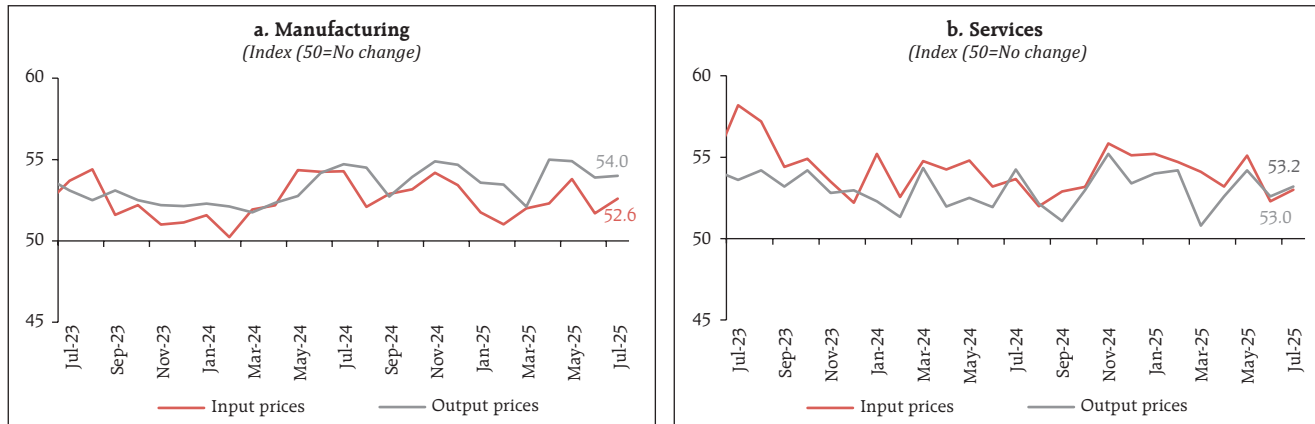 a. Manufacturing
(Index (50=No change)
60
55
50
45
54.0
52.6
Jul-23
Sep-23
Nov-23
Jan-24
Mar-24
May-24
Jul-24
Sep-24
Nov-24
Jan-25
Mar-25
May-25
Jul-25
Input prices
Output prices
b. Services
(Index (50=No change)
60
55
50
45
53.2
53.0
Jul-23
Sep-23
Nov-23
Jan-24
Mar-24
May-24
Jul-24
Sep-24
Nov-24
Jan-25
Mar-25
May-25
Jul-25
Input prices
Output prices